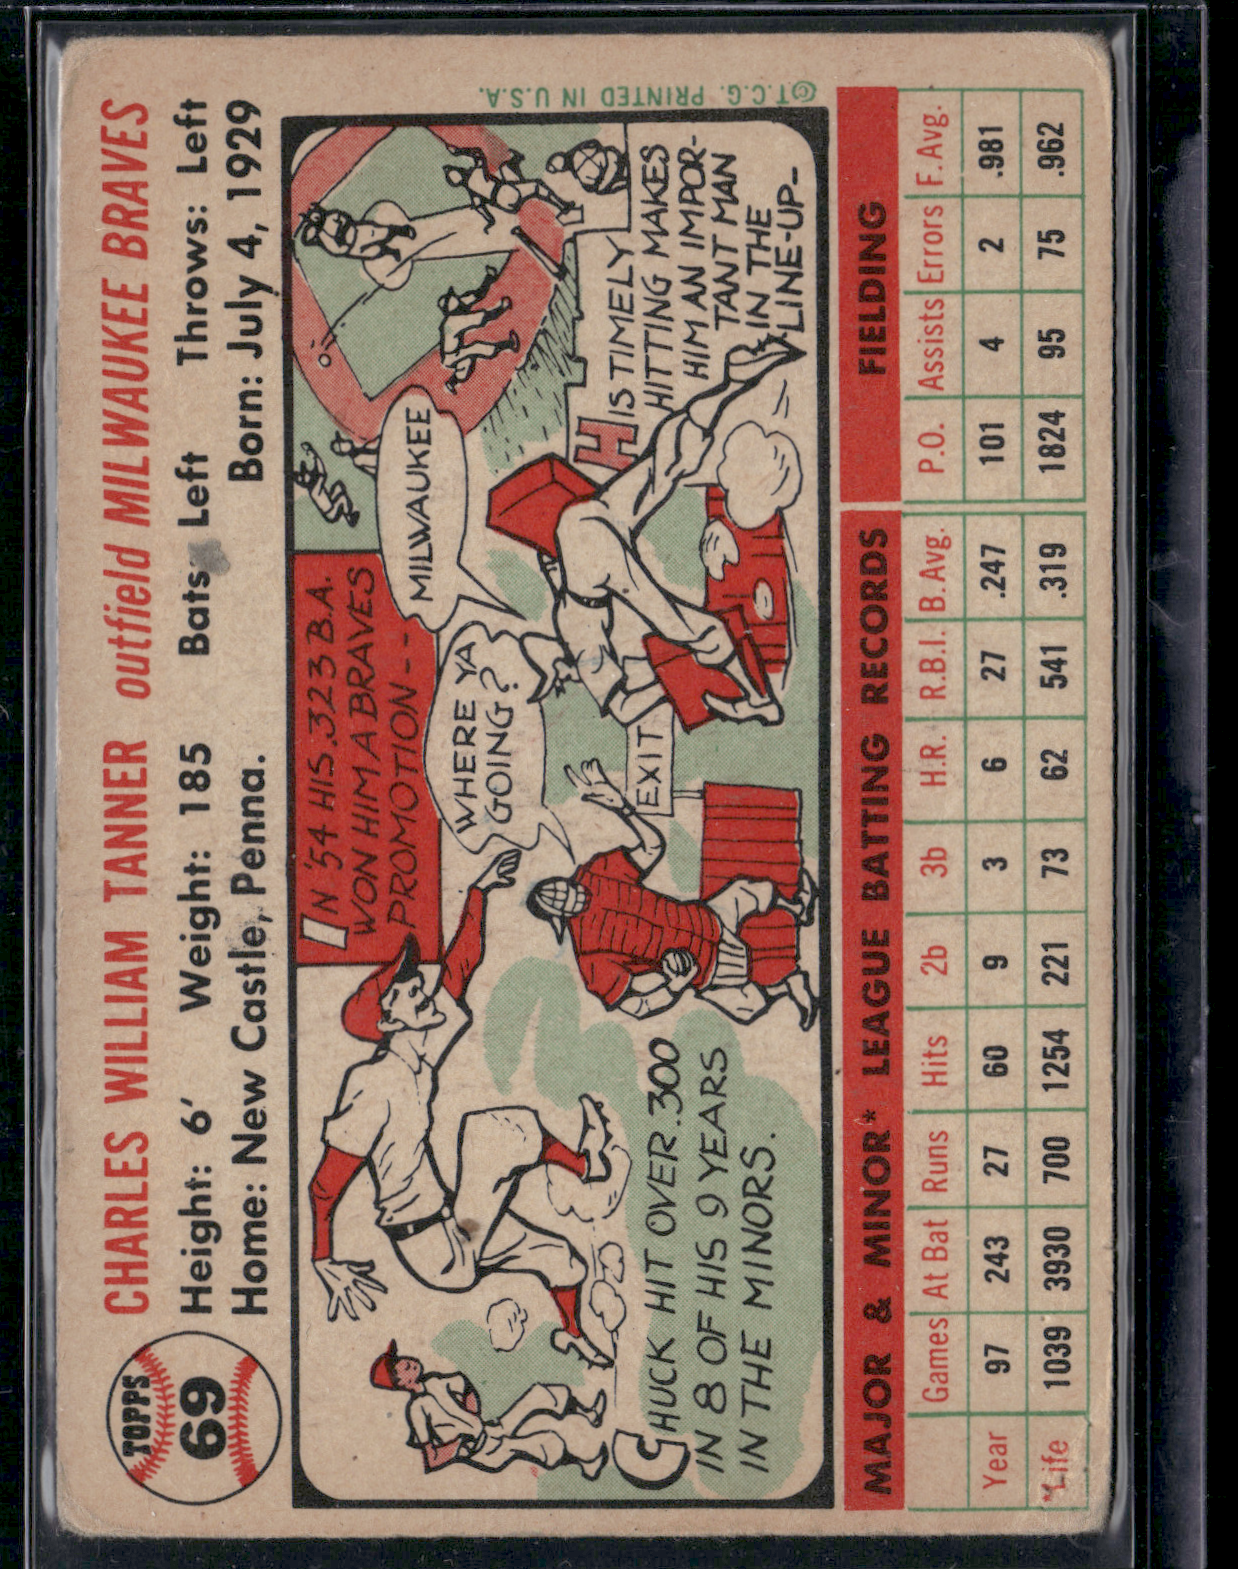 TOPPS
69
CHARLES WILLIAM TANNER outfield MILWAUKEE BRAVES
Height: 6' Weight: 185 Bats Left Throws: Left
Home: New Castle, Penna. Born: July 4, 1929
CHUCK HIT OVER .300
IN 8 OF HIS 9 YEARS
IN THE MINORS.
IN '54 HIS .323 B.A.
WON HIM A BRAVES
PROMOTION--
WHERE YA
GOING?
MILWAUKEE
EXIT
HIS TIMELY
HITTING MAKES
HIM AN IMPOR-
TANT MAN
IN THE
LINE-UP-
MAJOR & MINOR* LEAGUE BATTING RECORDS FIELDING
Games At Bat Runs Hits 2b 3b H.R. R.B.I. B. Avg. P.O. Assists Errors F. Avg.
Year 97 243 27 60 9 3 6 27 .247 101 4 2 .981
*Life 1039 3930 700 1254 221 73 62 541 .319 1824 95 75 .962
©T.C.G. PRINTED IN U.S.A.